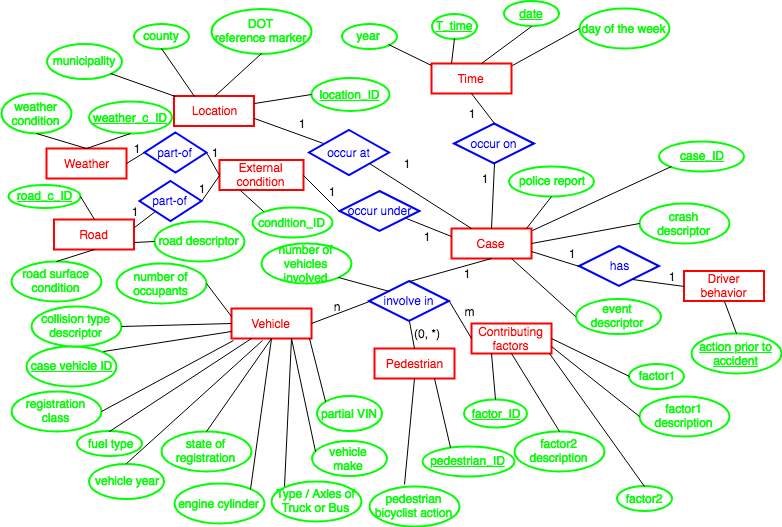 DOT
reference marker
county
year
T_time
date
day of the week
municipality
Time
location_ID
Location
weather
condition
weather_c_ID
1
1
1
part-of
1
occur at
occur on
Weather
1
case_ID
External
condition
1
1
1
police report
part-of
1
road_c_ID
1
occur under
condition_ID
crash
descriptor
Road
road descriptor
1
Case
1
has
number of
vehicles
involved
1
road surface
condition
number of
occupants
1
Driver
behavior
n
involve in
m
event
descriptor
collision type
descriptor
Vehicle
(0, *)
Contributing
factors
action prior to
accident
case vehicle ID
Pedestrian
factor1
registration
class
partial VIN
factor_ID
factor1
description
fuel type
state of
registration
vehicle
make
pedestrian_ID
factor2
description
vehicle year
engine cylinder
Type / Axles of
Truck or Bus
pedestrian
bicyclist action
factor2